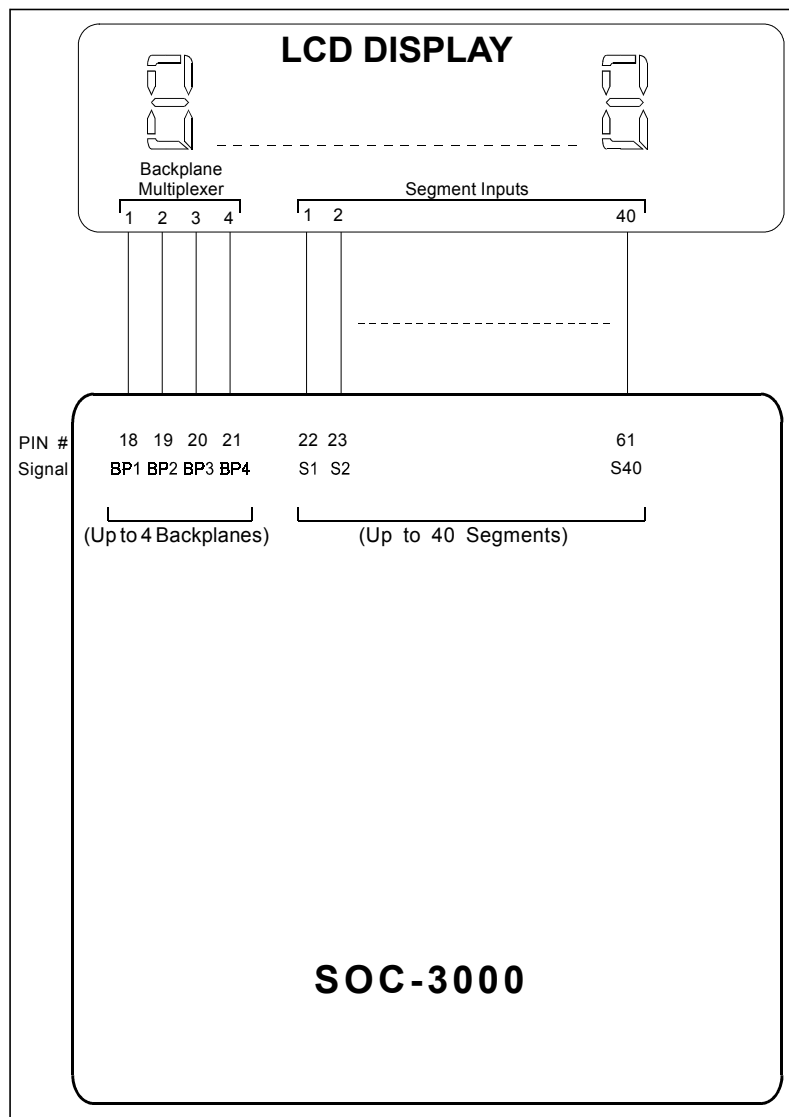 LCD DISPLAY
Backplane
Multiplexer
Segment Inputs
1 2 3 4 1 2 40
PIN # 18 19 20 21 22 23 61
Signal BP1 BP2 BP3 BP4 S1 S2 S40
(Up to 4 Backplanes) (Up to 40 Segments)
SOC-3000